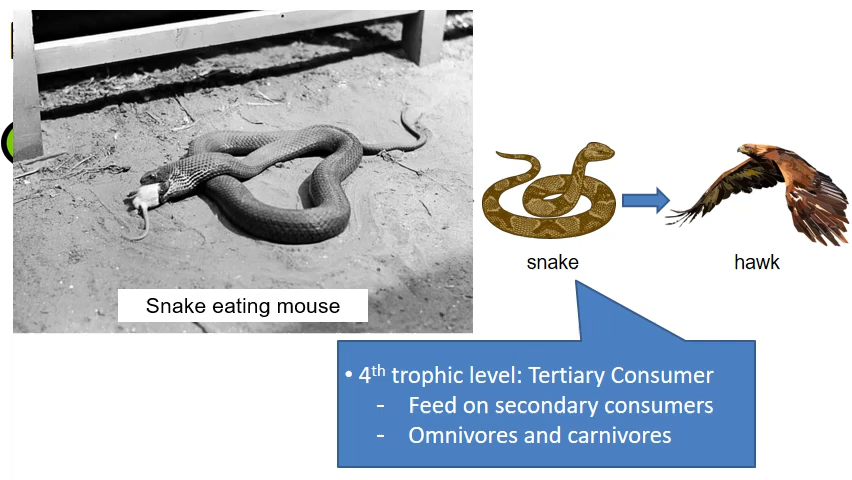 Snake eating mouse
snake
hawk
• 4th trophic level: Tertiary Consumer
- Feed on secondary consumers
- Omnivores and carnivores